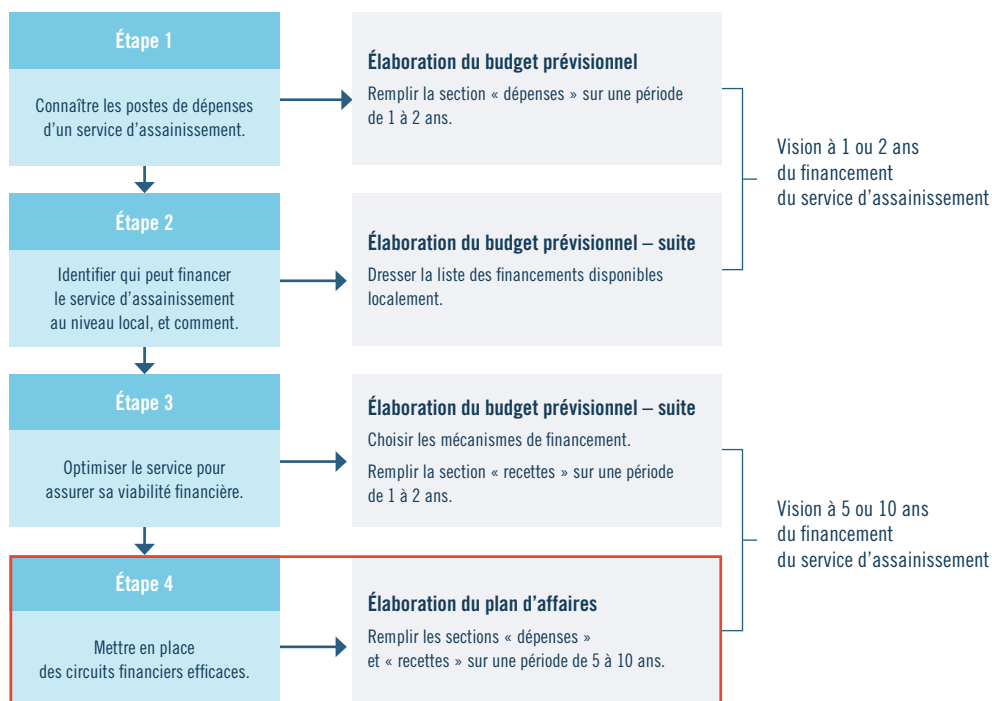 Étape 1
Connaître les postes de dépenses
d’un service d’assainissement.
Élaboration du budget prévisionnel
Remplir la section « dépenses » sur une période
de 1 à 2 ans.
Étape 2
Identifier qui peut financer
le service d’assainissement
au niveau local, et comment.
Élaboration du budget prévisionnel – suite
Dresser la liste des financements disponibles
localement.
Vision à 1 ou 2 ans
du financement
du service d’assainissement
Étape 3
Optimiser le service pour
assurer sa viabilité financière.
Élaboration du budget prévisionnel – suite
Choisir les mécanismes de financement.
Remplir la section « recettes » sur une période
de 1 à 2 ans.
Étape 4
Mettre en place
des circuits financiers efficaces.
Élaboration du plan d’affaires
Remplir les sections « dépenses »
et « recettes » sur une période de 5 à 10 ans.
Vision à 5 ou 10 ans
du financement
du service d’assainissement